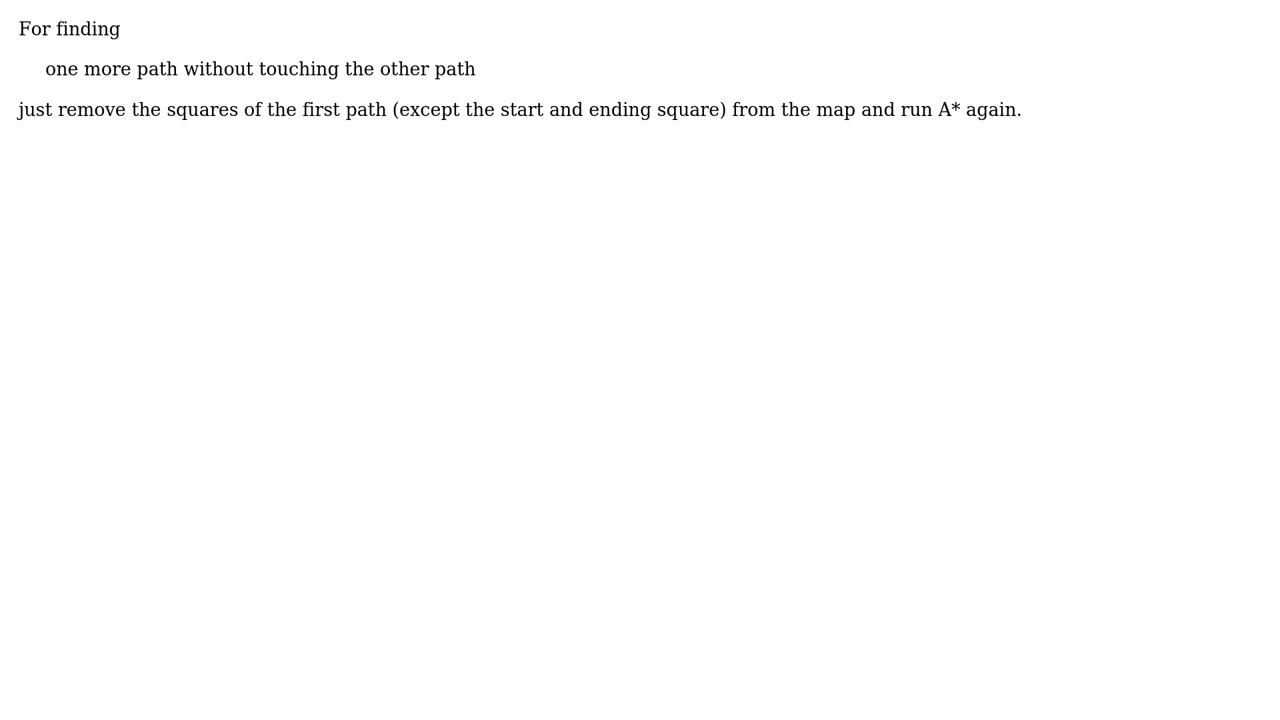 For finding
one more path without touching the other path
just remove the squares of the first path (except the start and ending square) from the map and run A* again.